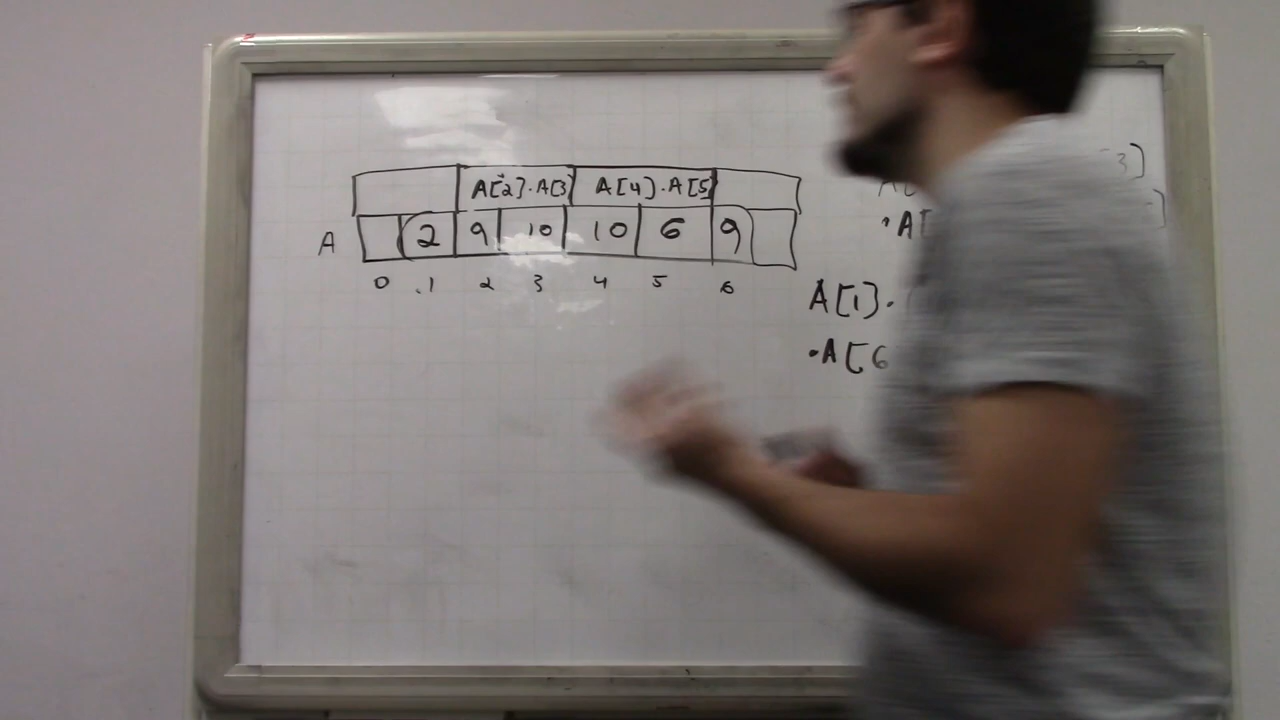 A[2].A[3 A[4].A[5]
A 2 9 10 10 6 9
0 .1 2 3 4 5 6
3]
A[
.A[ ]
A[1].
.A[6